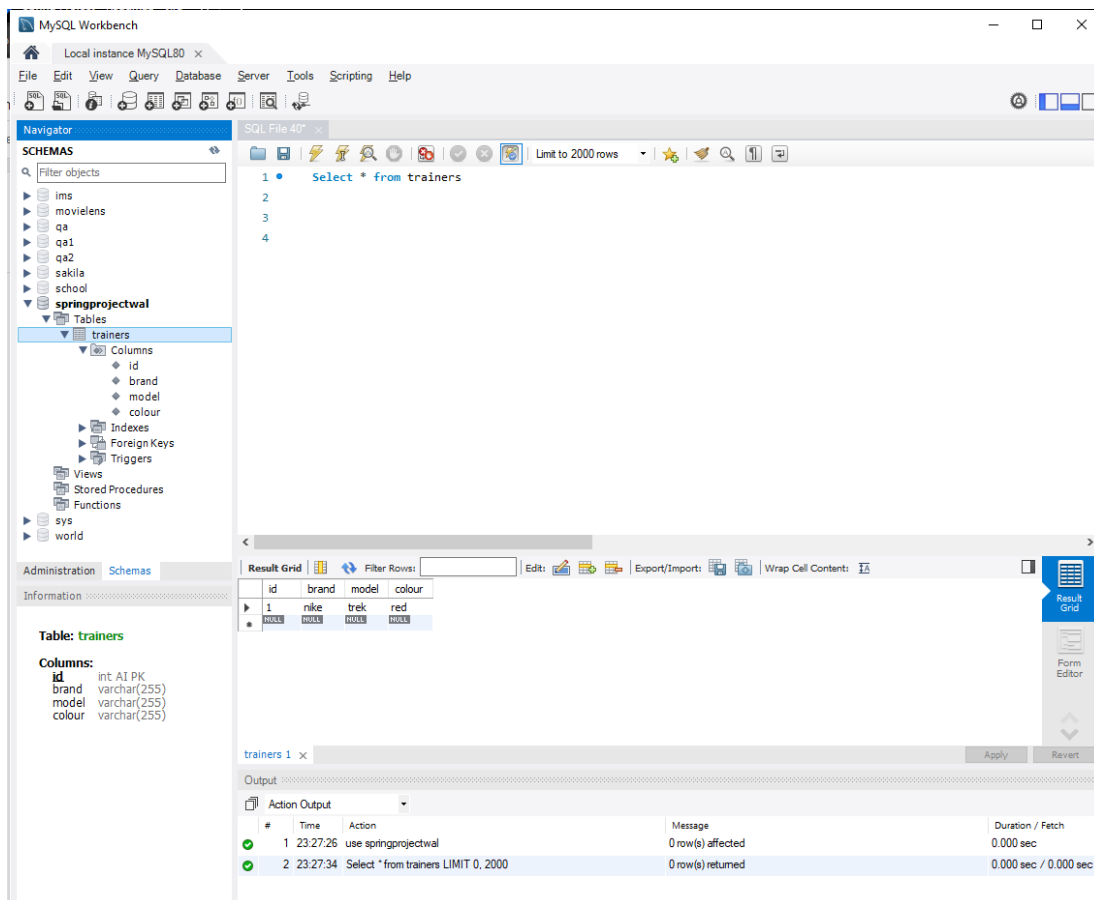 MySQL Workbench
Local instance MySQL80
File Edit View Query Database Server Tools Scripting Help
Navigator
SQL File 40*
SCHEMAS
Limit to 2000 rows
Filter objects
1 Select * from trainers
2
3
4
ims
movielens
qa
qa1
qa2
sakila
school
springprojectwal
Tables
trainers
Columns
id
brand
model
colour
Indexes
Foreign Keys
Triggers
Views
Stored Procedures
Functions
sys
world
Administration Schemas
Result Grid Filter Rows: Edit: Export/Import: Wrap Cell Content:
Information
id brand model colour
1 nike trek red
NULL NULL NULL NULL
Result
Grid
Form
Editor
Table: trainers
Columns:
id int AI PK
brand varchar(255)
model varchar(255)
colour varchar(255)
trainers 1
Apply Revert
Output
Action Output
# Time Action Message Duration / Fetch
1 23:27:26 use springprojectwal 0 row(s) affected 0.000 sec
2 23:27:34 Select * from trainers LIMIT 0, 2000 0 row(s) returned 0.000 sec / 0.000 sec